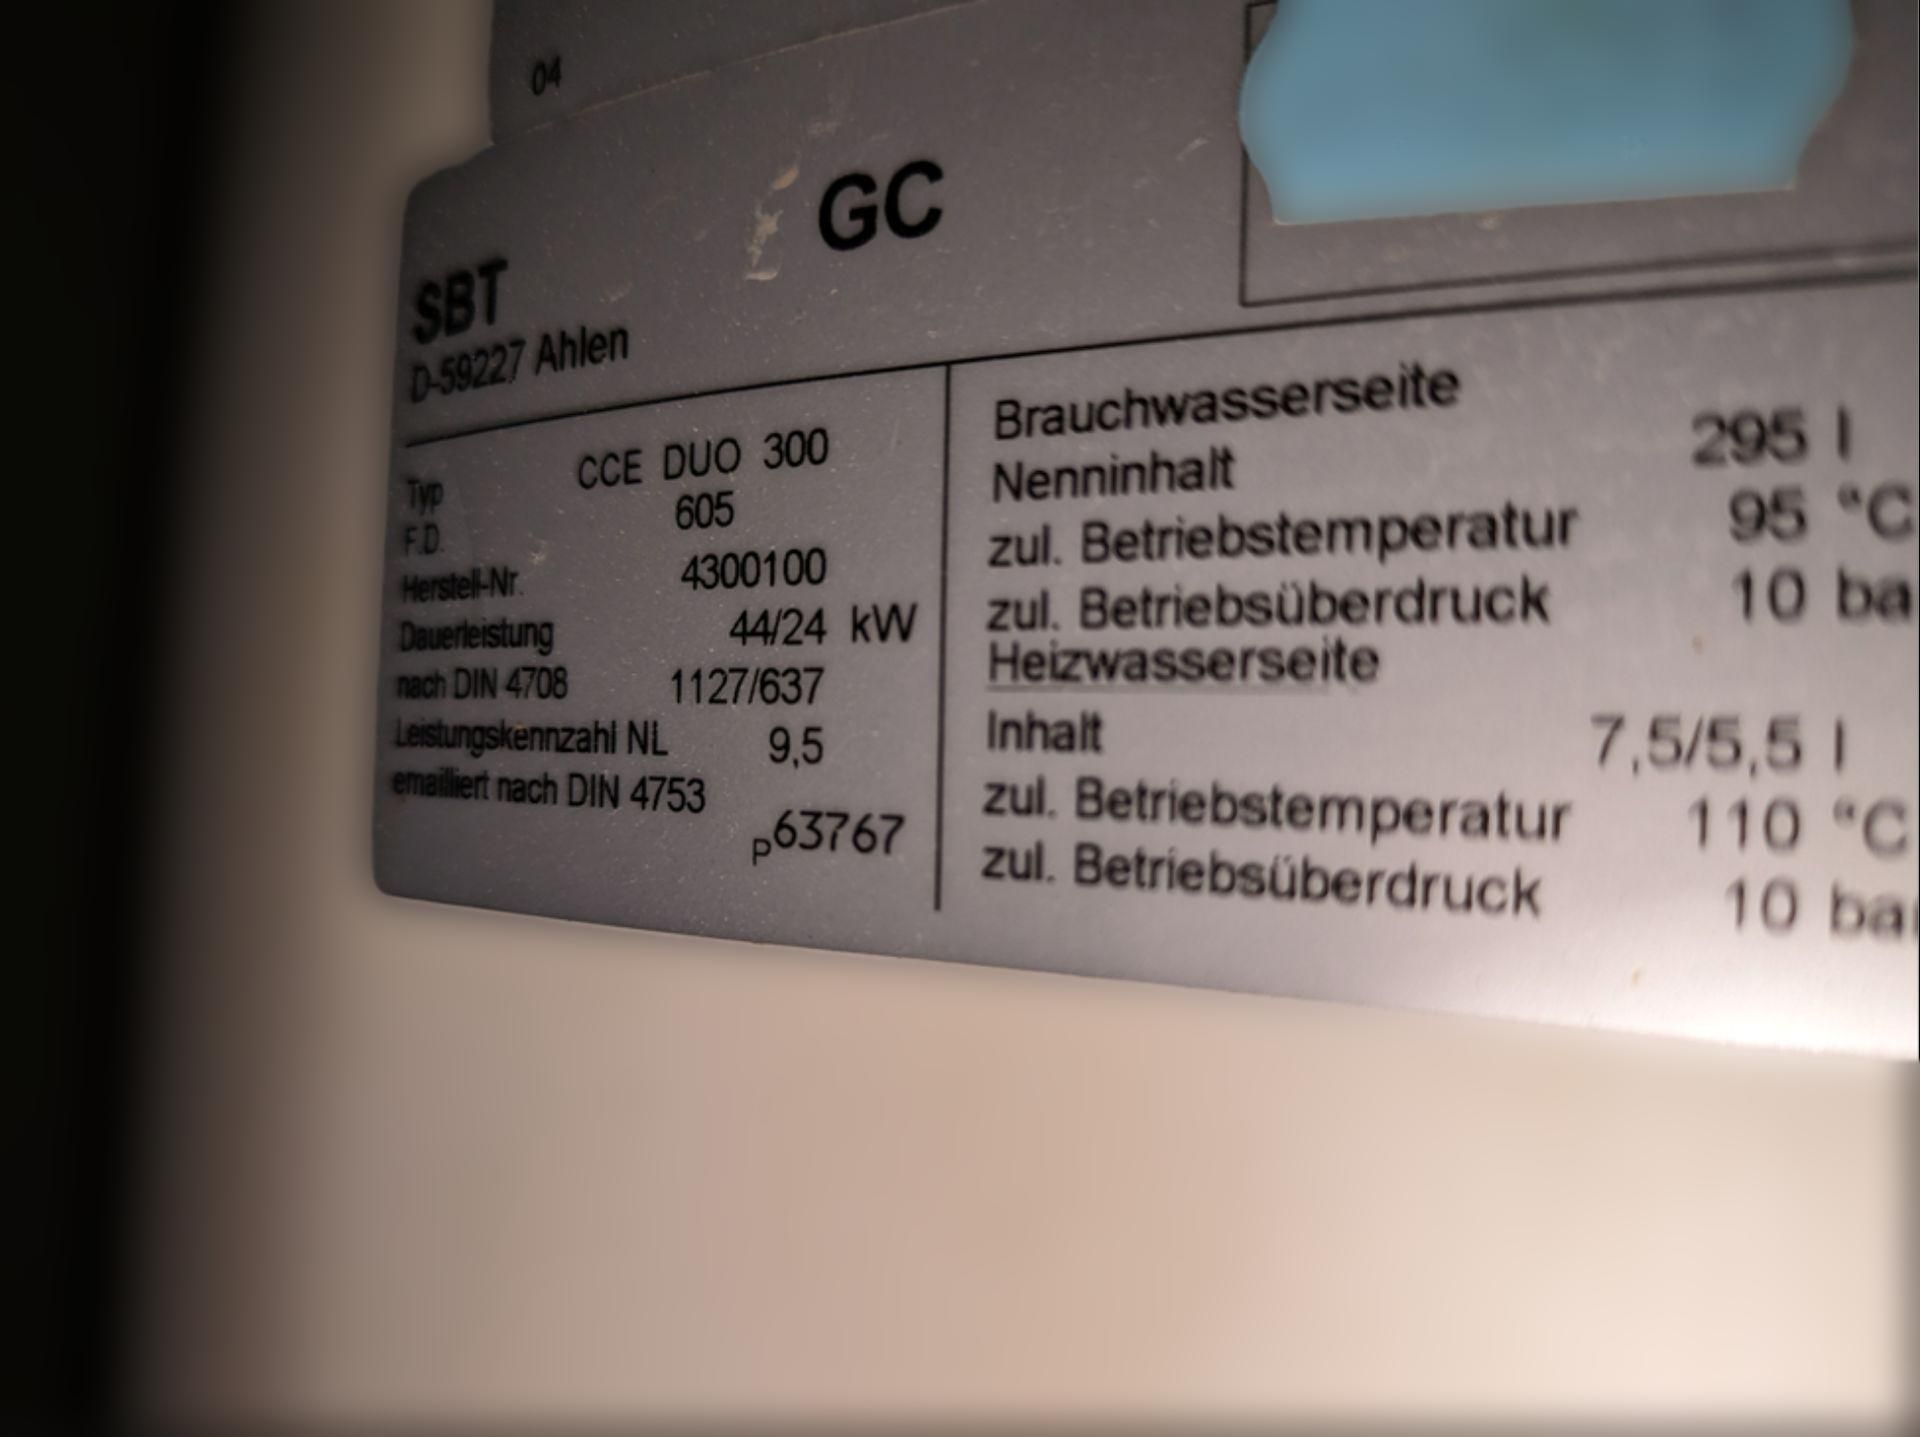 04
GC
SBT
D-59227 Ahlen
Typ CCE DUO 300
F.D. 605
Herstell-Nr. 4300100
Dauerleistung 44/24 kW
nach DIN 4708 1127/637
Leistungskennzahl NL 9,5
emailliert nach DIN 4753
P63767
Brauchwasserseite
Nenninhalt 295 l
zul. Betriebstemperatur 95 °C
zul. Betriebsüberdruck 10 ba
Heizwasserseite
Inhalt 7,5/5,5 l
zul. Betriebstemperatur 110 °C
zul. Betriebsüberdruck 10 bar